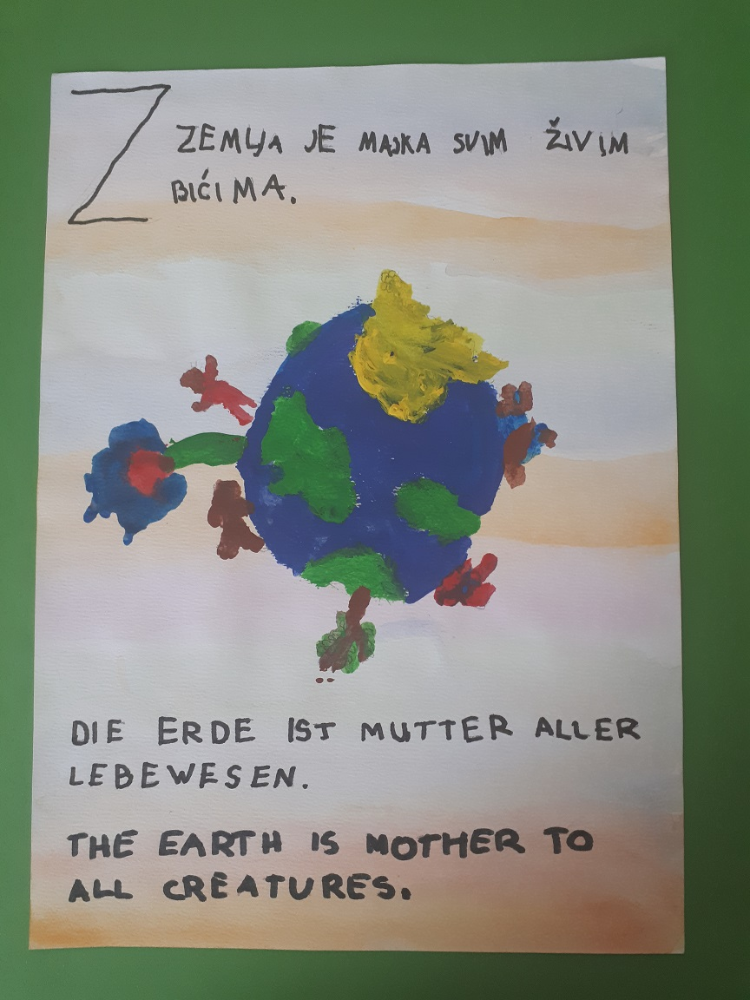 Z
ZEMLJA JE MAJKA SVIM ŽIVIM
BIĆIMA.
DIE ERDE IST MUTTER ALLER
LEBEWESEN.
THE EARTH IS MOTHER TO
ALL CREATURES.